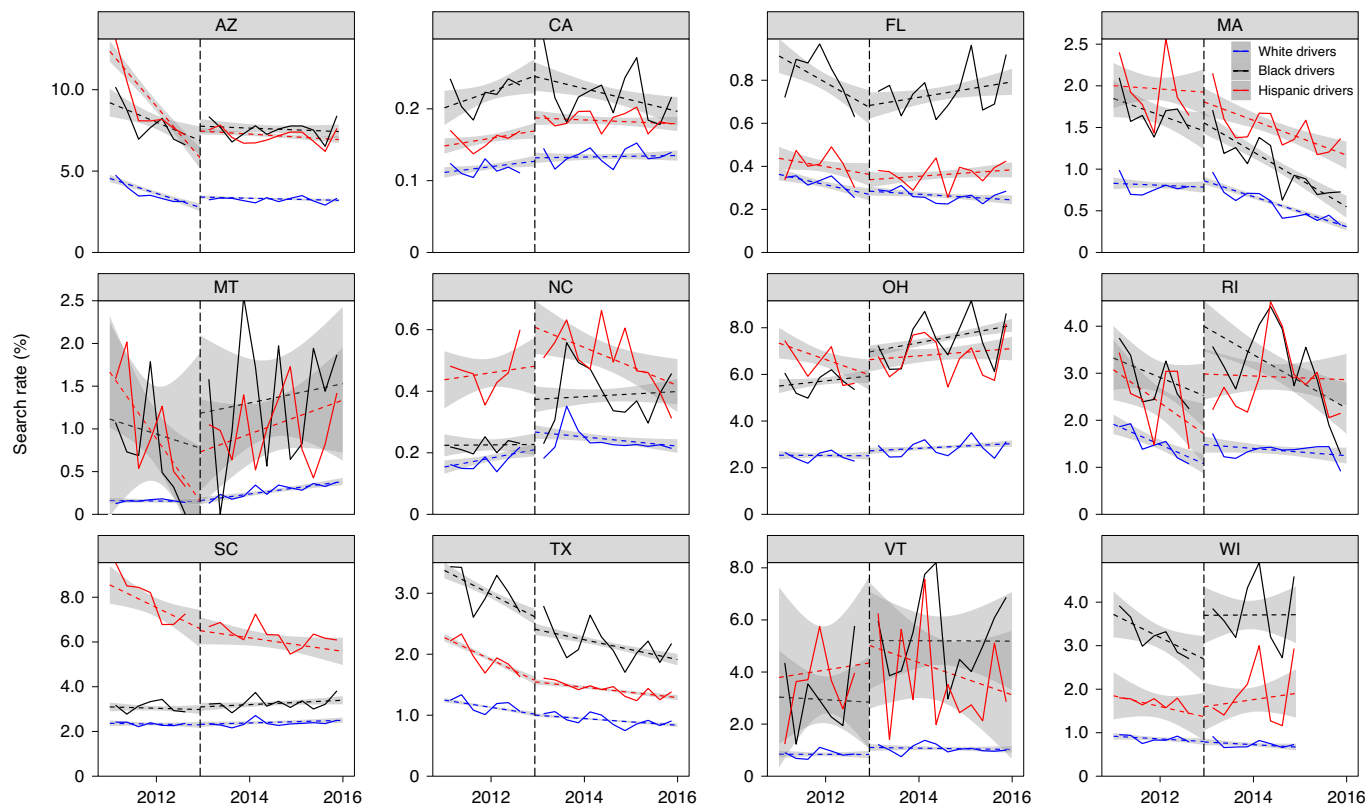 AZ
CA
FL
MA
10.0
5.0
0
0.2
0.1
0
0.8
0.6
0.4
0.2
0
2.5
2.0
1.5
1.0
0.5
0
White drivers
Black drivers
Hispanic drivers
Search rate (%)
MT
NC
OH
RI
2.5
2.0
1.5
1.0
0.5
0
0.6
0.4
0.2
0
8.0
6.0
4.0
2.0
0
4.0
3.0
2.0
1.0
0
SC
TX
VT
WI
8.0
6.0
4.0
2.0
0
3.0
2.0
1.0
0
8.0
6.0
4.0
2.0
0
4.0
3.0
2.0
1.0
0
2012 2014 2016
2012 2014 2016
2012 2014 2016
2012 2014 2016